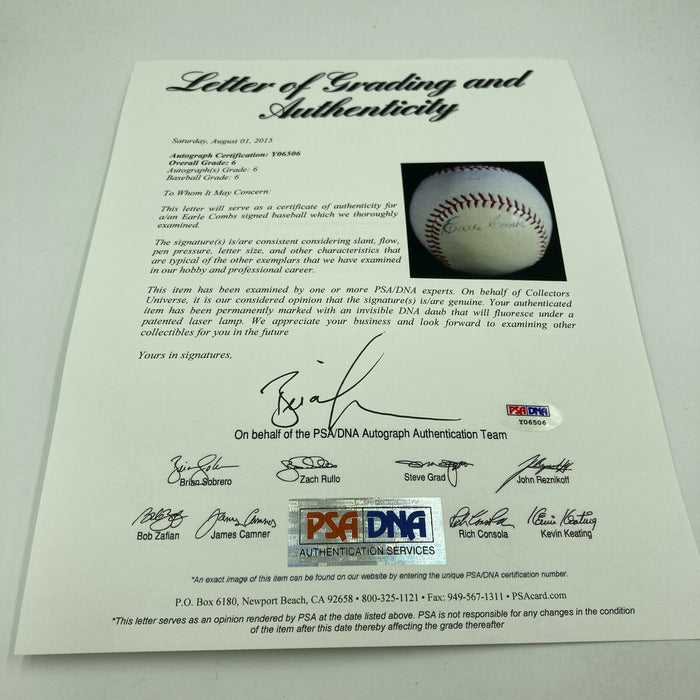 Letter of Grading and
Authenticity
Saturday, August 01, 2015
Autograph Certification: Y06506
Overall Grade: 6
Autograph(s) Grade: 6
Baseball Grade: 6
To Whom It May Concern:
This letter will serve as a certificate of authenticity for
a/an Earle Combs signed baseball which we thoroughly
examined.
Earle Combs
The signature(s) is/are consistent considering slant, flow,
pen pressure, letter size, and other characteristics that
are typical of the other exemplars that we have examined
in our hobby and professional career.
This item has been examined by one or more PSA/DNA experts. On behalf of Collectors
Universe, it is our considered opinion that the signature(s) is/are genuine. Your authenticated
item has been permanently marked with an invisible DNA daub that will fluoresce under a
patented laser lamp. We appreciate your business and look forward to examining other
collectibles for you in the future
Yours in signatures,
PSA DNA
Y06506
On behalf of the PSA/DNA Autograph Authentication Team
Brian Sobrero
Zach Rullo
Steve Grad
John Reznikoff
Bob Zafian
James Camner
PSA DNA
AUTHENTICATION SERVICES
Rich Consola
Kevin Keating
*An exact image of this item can be found on our website by entering the unique PSA/DNA certification number.
P.O. Box 6180, Newport Beach, CA 92658 • 800-325-1121 • Fax: 949-567-1311 • PSAcard.com
*This letter serves as an opinion rendered by PSA at the date listed above. PSA is not responsible for any changes in the condition
of the item after this date thereby affecting the grade thereafter